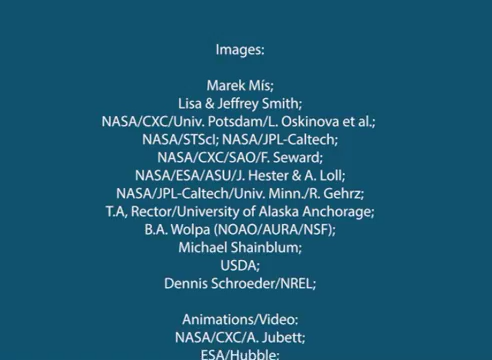 Images:
Marek Mís;
Lisa & Jeffrey Smith;
NASA/CXC/Univ. Potsdam/L. Oskinova et al.;
NASA/STScI; NASA/JPL-Caltech;
NASA/CXC/SAO/F. Seward;
NASA/ESA/ASU/J. Hester & A. Loll;
NASA/JPL-Caltech/Univ. Minn./R. Gehrz;
T.A, Rector/University of Alaska Anchorage;
B.A. Wolpa (NOAO/AURA/NSF);
Michael Shainblum;
USDA;
Dennis Schroeder/NREL;
Animations/Video:
NASA/CXC/A. Jubett;
ESA/Hubble;